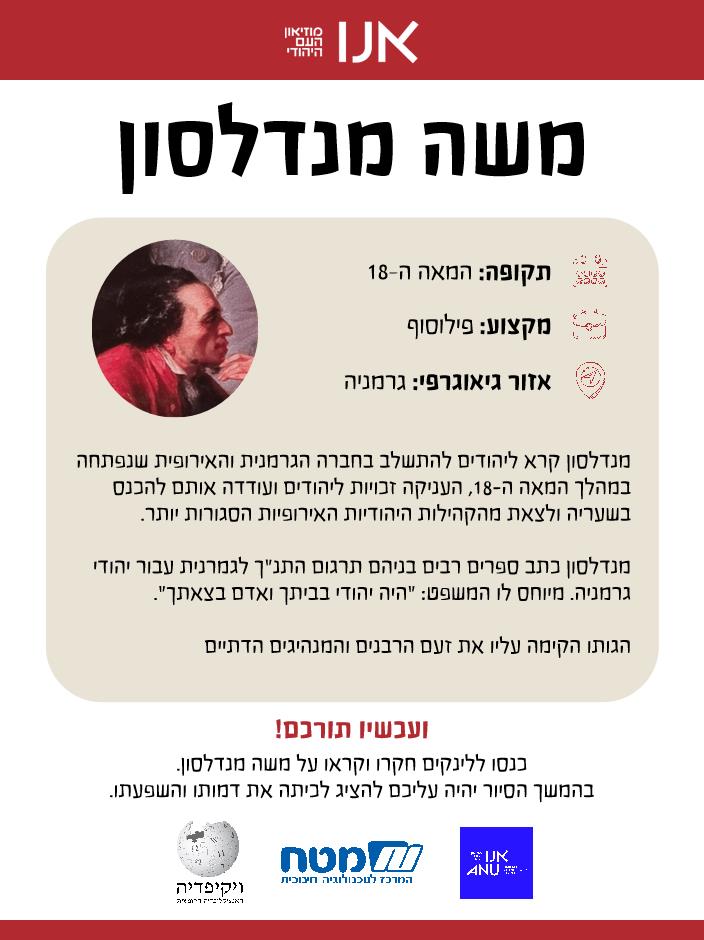 אנו
מוזיאון
העם
היהודי
משה מנדלסון
תקופה: המאה ה-18
מקצוע: פילוסוף
אזור גיאוגרפי: גרמניה
מנדלסון קרא ליהודים להתשלב בחברה הגרמנית והאירופית שנפתחה
במהלך המאה ה-18, העניקה זכויות ליהודים ועודדה אותם להכנס
בשעריה ולצאת מהקהילות היהודיות האירופיות הסגורות יותר.
מנדלסון כתב ספרים רבים בניהם תרגום התנ"ך לגמרנית עבור יהודי
גרמניה. מיוחס לו המשפט: "היה יהודי בביתך ואדם בצאתך".
הגותו הקימה עליו את זעם הרבנים והמנהיגים הדתיים
ועכשיו תורכם!
כנסו ללינקים חקרו וקראו על משה מנדלסון.
בהמשך הסיור יהיה עליכם להציג לכיתה את דמותו והשפעתו.
אנו
ANU
מטח
המרכז לטכנולוגיה חינוכית
ויקיפדיה